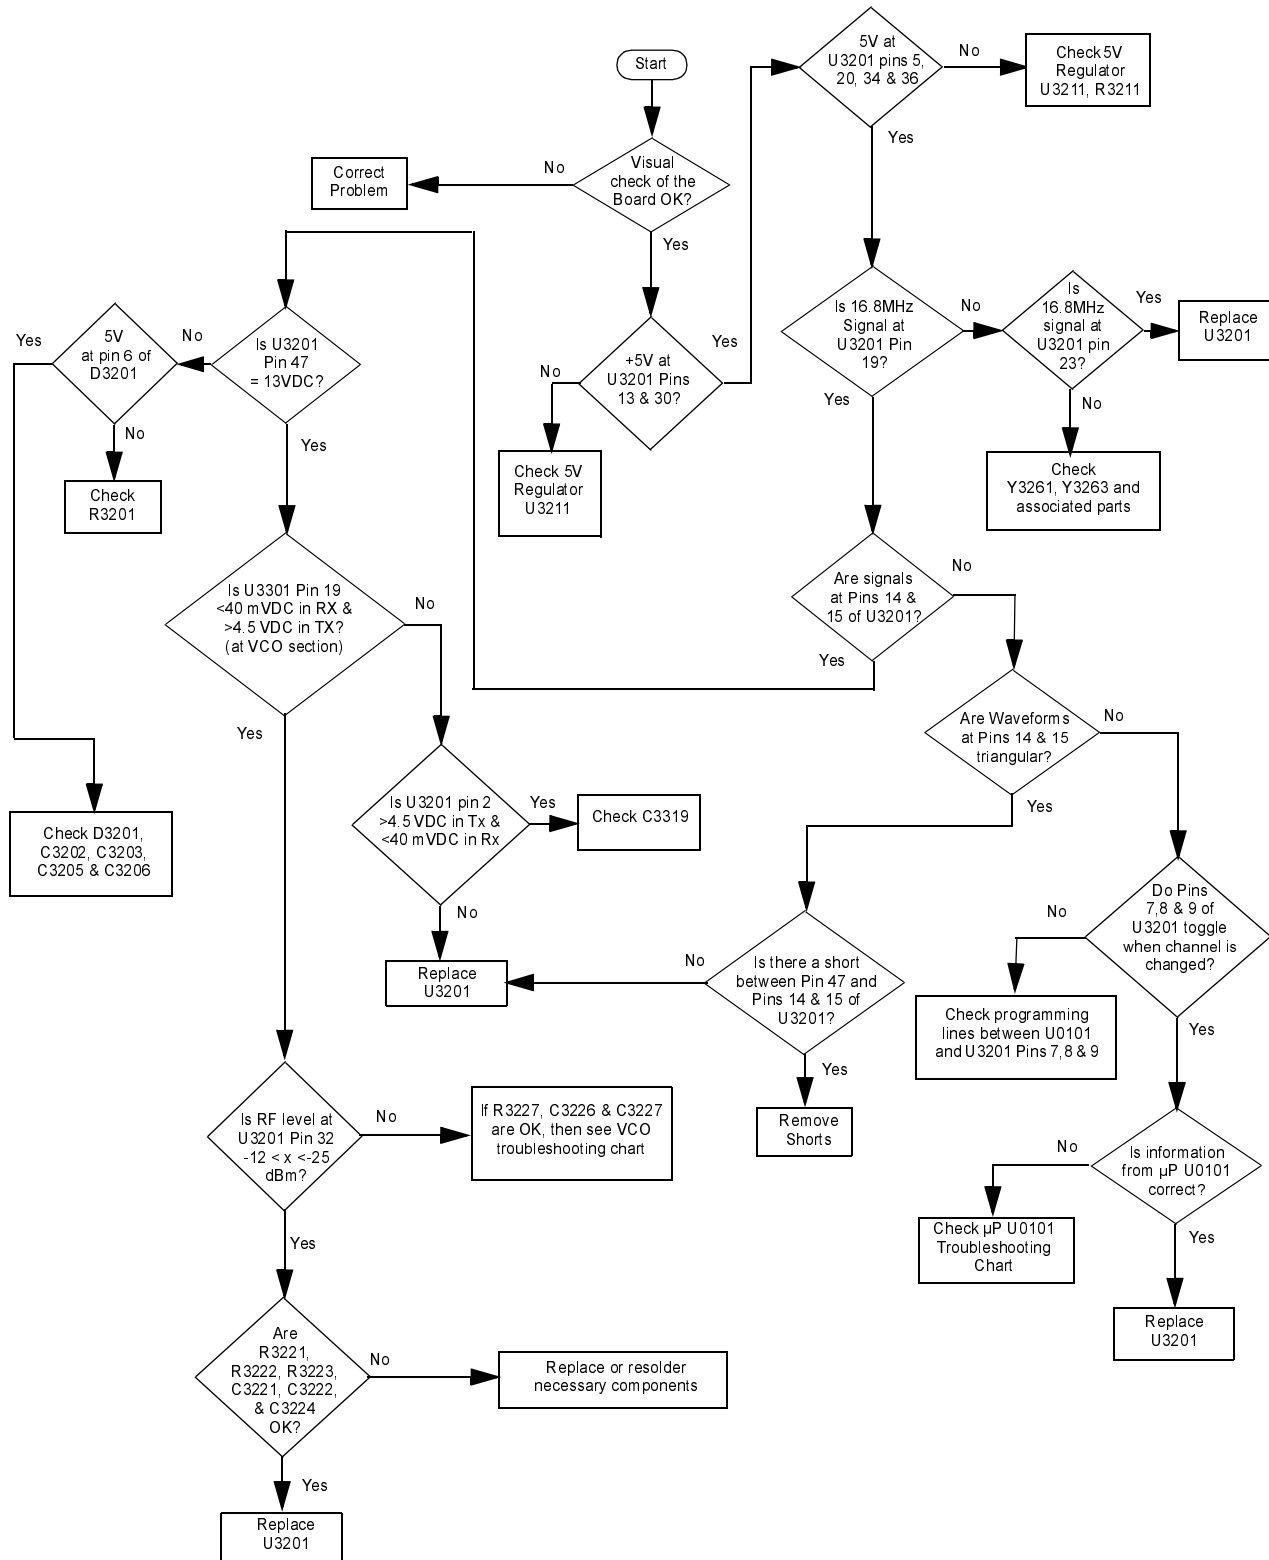 Start
Visual
check of the
Board OK?
No
Correct
Problem
Yes
+5V at
U3201 Pins
13 & 30?
No
Check 5V
Regulator
U3211
Yes
5V at
U3201 pins 5,
20, 34 & 36
No
Check 5V
Regulator
U3211, R3211
Yes
Is 16.8MHz
Signal at
U3201 Pin
19?
No
Is
16.8MHz
signal at
U3201 pin
23?
Yes
Replace
U3201
No
Check
Y3261, Y3263 and
associated parts
Yes
Are signals
at Pins 14 &
15 of U3201?
No
Yes
Are Waveforms
at Pins 14 & 15
triangular?
No
Yes
Do Pins
7,8 & 9 of
U3201 toggle
when channel is
changed?
No
Check programming
lines between U0101
and U3201 Pins 7,8 & 9
Yes
Is information
from µP U0101
correct?
No
Check µP U0101
Troubleshooting
Chart
Yes
Replace
U3201
Is there a short
between Pin 47 and
Pins 14 & 15 of
U3201?
No
Yes
Remove
Shorts
Is U3201
Pin 47
= 13VDC?
No
5V
at pin 6 of
D3201
Yes
No
Check
R3201
Check D3201,
C3202, C3203,
C3205 & C3206
Yes
Is U3301 Pin 19
<40 mVDC in RX &
>4.5 VDC in TX?
(at VCO section)
No
Yes
Is U3201 pin 2
>4.5 VDC in Tx &
<40 mVDC in Rx
Yes
Check C3319
No
Replace
U3201
Is RF level at
U3201 Pin 32
-12 < x <-25
dBm?
No
If R3227, C3226 & C3227
are OK, then see VCO
troubleshooting chart
Yes
Are
R3221,
R3222, R3223,
C3221, C3222,
& C3224
OK?
No
Replace or resolder
necessary components
Yes
Replace
U3201